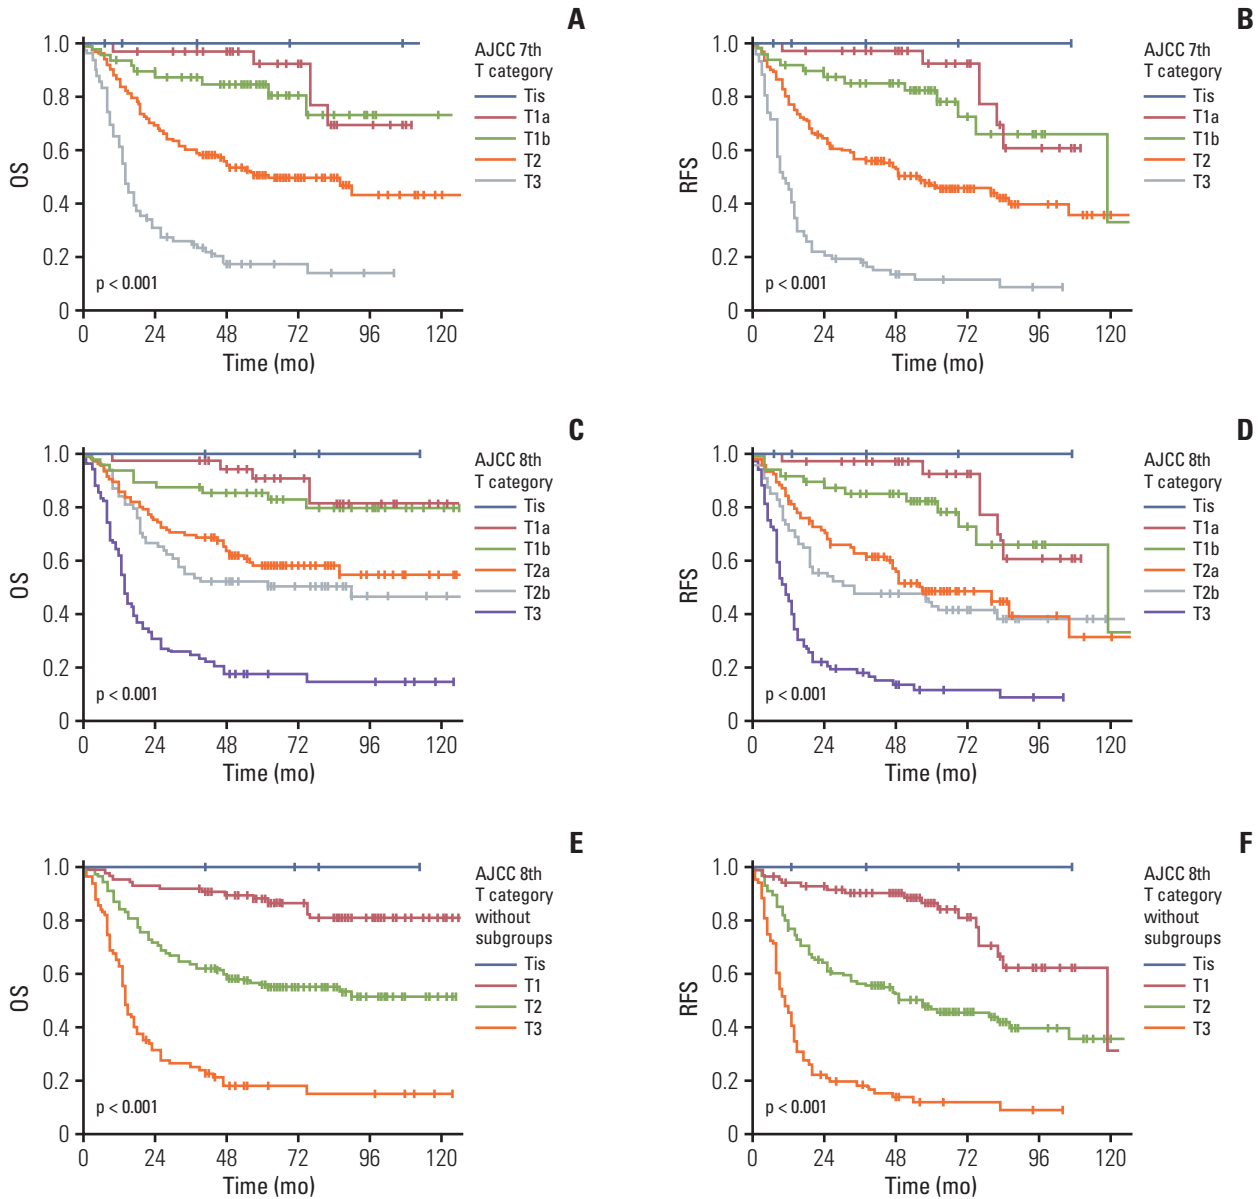 A
1.0
0.8
0.6
0.4
0.2
0
OS
p < 0.001
0 24 48 72 96 120
Time (mo)
AJCC 7th
T category
Tis
T1a
T1b
T2
T3
B
1.0
0.8
0.6
0.4
0.2
0
RFS
p < 0.001
0 24 48 72 96 120
Time (mo)
AJCC 7th
T category
Tis
T1a
T1b
T2
T3
C
1.0
0.8
0.6
0.4
0.2
0
OS
p < 0.001
0 24 48 72 96 120
Time (mo)
AJCC 8th
T category
Tis
T1a
T1b
T2a
T2b
T3
D
1.0
0.8
0.6
0.4
0.2
0
RFS
p < 0.001
0 24 48 72 96 120
Time (mo)
AJCC 8th
T category
Tis
T1a
T1b
T2a
T2b
T3
E
1.0
0.8
0.6
0.4
0.2
0
OS
p < 0.001
0 24 48 72 96 120
Time (mo)
AJCC 8th
T category
without
subgroups
Tis
T1
T2
T3
F
1.0
0.8
0.6
0.4
0.2
0
RFS
p < 0.001
0 24 48 72 96 120
Time (mo)
AJCC 8th
T category
without
subgroups
Tis
T1
T2
T3